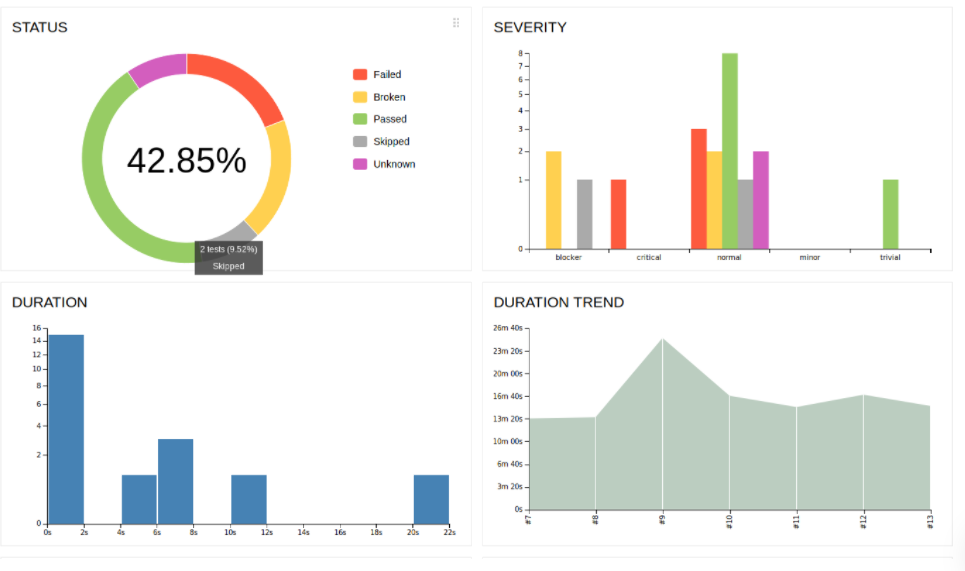 STATUS
42.85%
Failed
Broken
Passed
Skipped
Unknown
2 tests (9.52%)
Skipped
SEVERITY
8
7
6
5
4
3
2
1
0
blocker critical normal minor trivial
DURATION
16
14
12
10
8
6
4
2
0
0s 2s 4s 6s 8s 10s 12s 14s 16s 18s 20s 22s
DURATION TREND
26m 40s
23m 20s
20m 00s
16m 40s
13m 20s
10m 00s
6m 40s
3m 20s
0s
#7 #8 #9 #10 #11 #12 #13